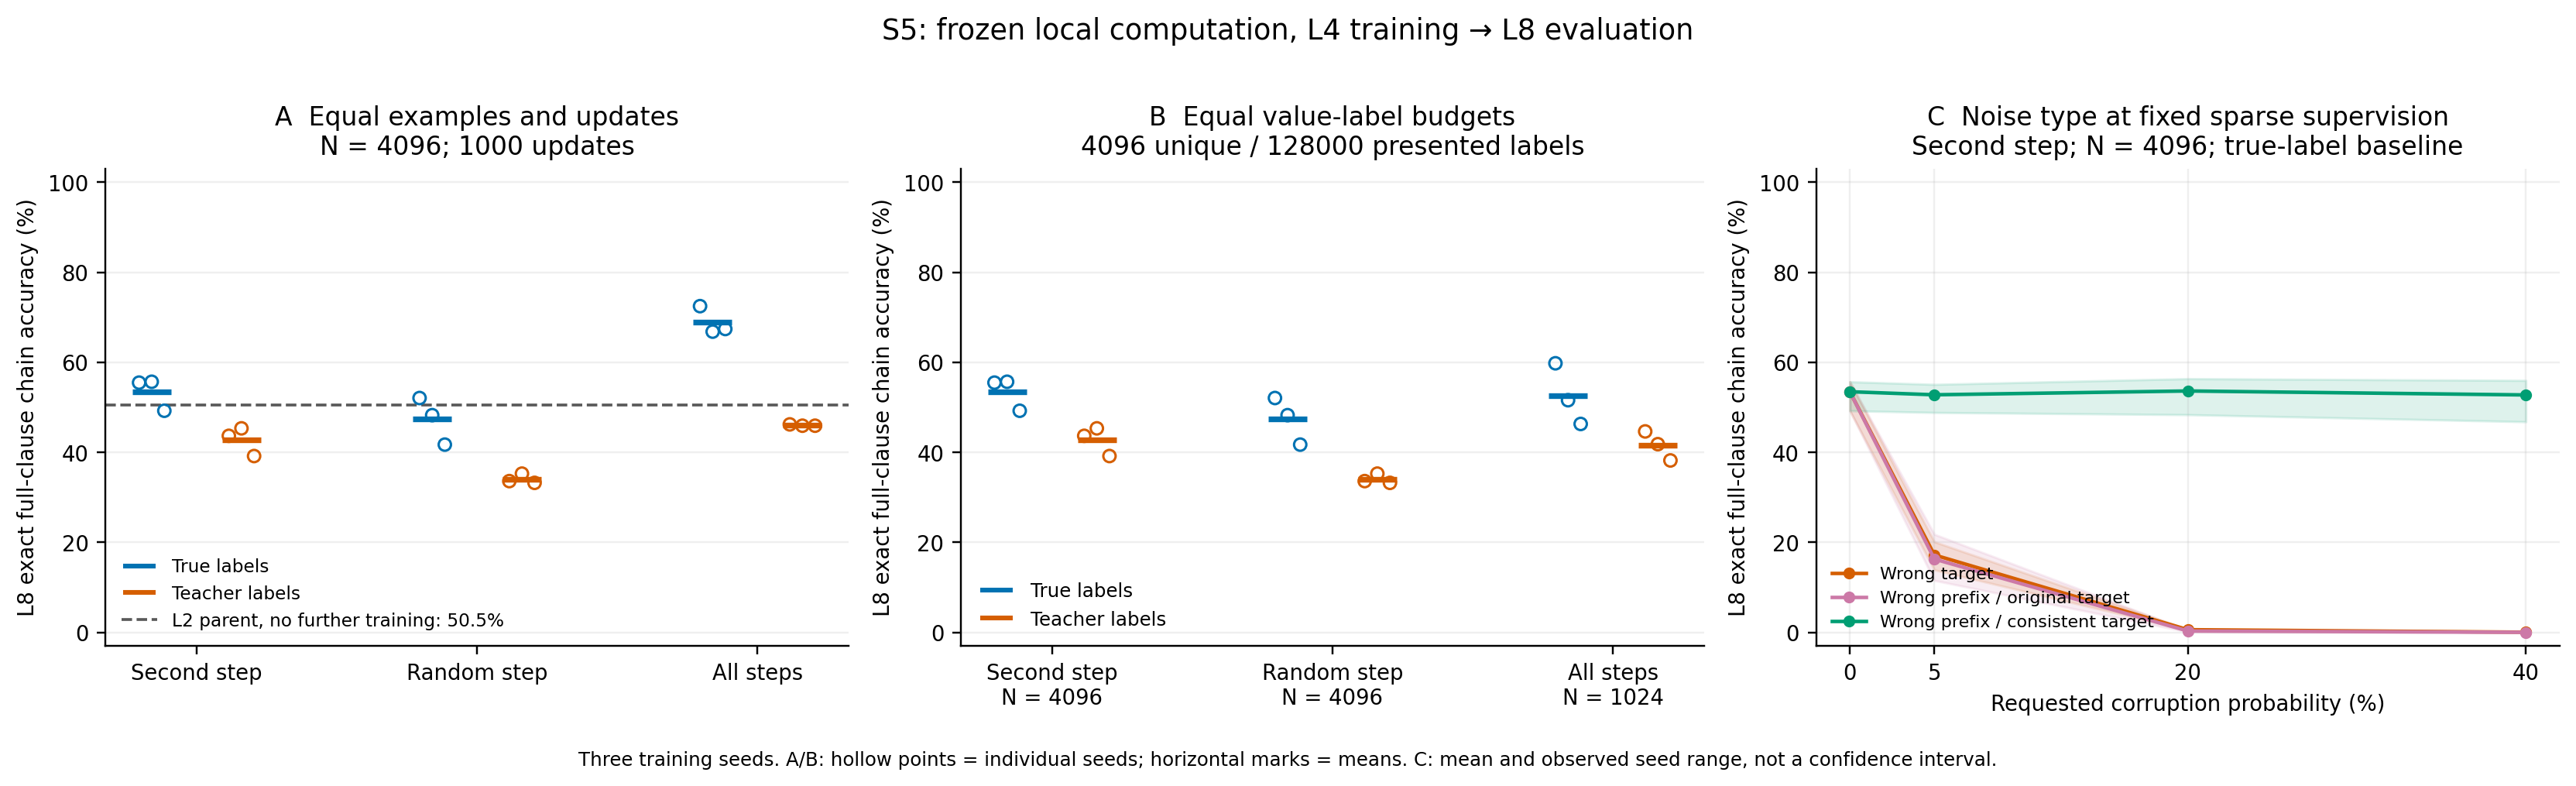 S5: frozen local computation, L4 training → L8 evaluation
A  Equal examples and updates
N = 4096; 1000 updates
L8 exact full-clause chain accuracy (%)
100
80
60
40
20
0
True labels
Teacher labels
L2 parent, no further training: 50.5%
Second step
Random step
All steps
B  Equal value-label budgets
4096 unique / 128000 presented labels
L8 exact full-clause chain accuracy (%)
100
80
60
40
20
0
True labels
Teacher labels
Second step
N = 4096
Random step
N = 4096
All steps
N = 1024
C  Noise type at fixed sparse supervision
Second step; N = 4096; true-label baseline
L8 exact full-clause chain accuracy (%)
100
80
60
40
20
0
Wrong target
Wrong prefix / original target
Wrong prefix / consistent target
0
5
20
40
Requested corruption probability (%)
Three training seeds. A/B: hollow points = individual seeds; horizontal marks = means. C: mean and observed seed range, not a confidence interval.